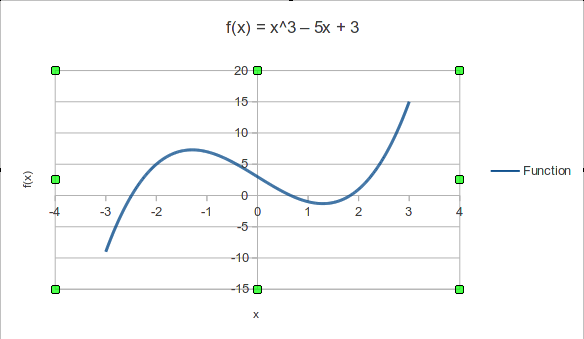 f(x) = x^3 – 5x + 3
20
15
10
5
0
-5
-10
-15
-4 -3 -2 -1 0 1 2 3 4
f(x)
x
Function